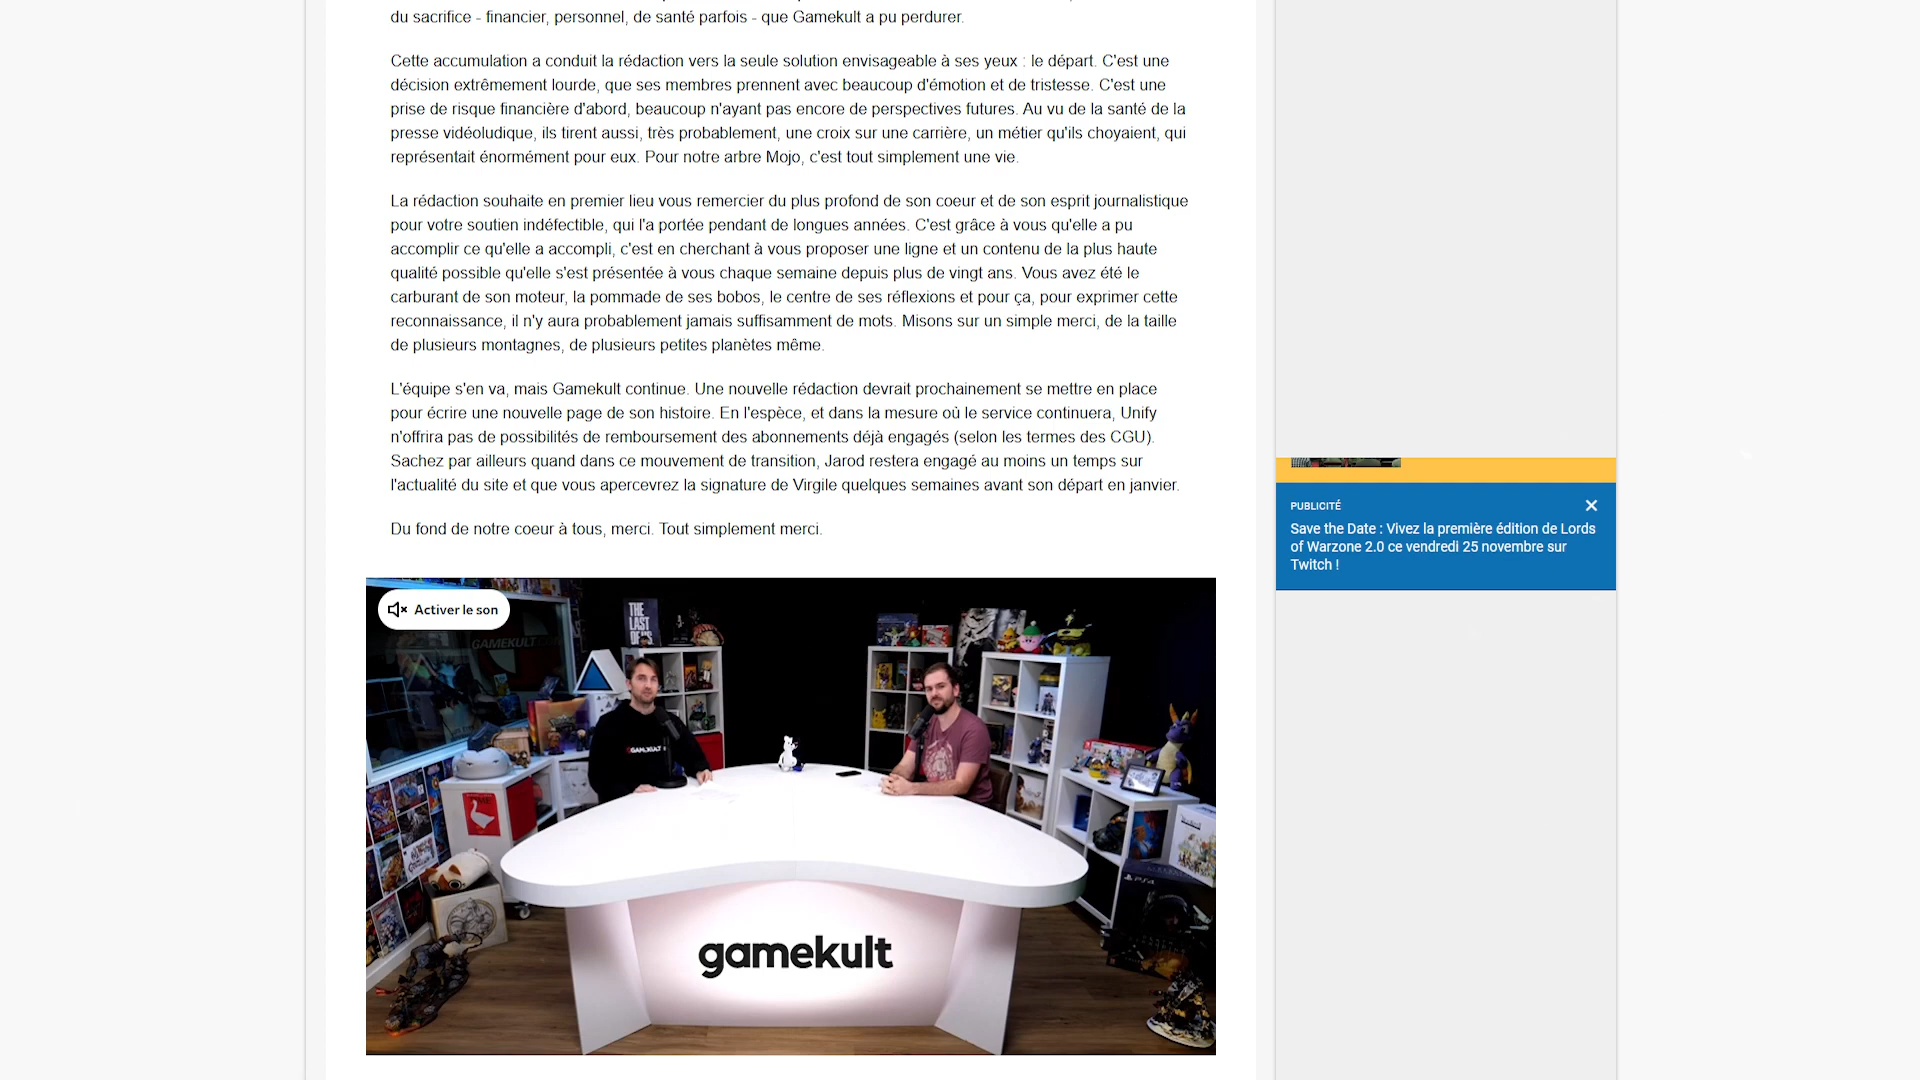 du sacrifice - financier, personnel, de santé parfois - que Gamekult a pu perdurer.
Cette accumulation a conduit la rédaction vers la seule solution envisageable à ses yeux : le départ. C'est une
décision extrêmement lourde, que ses membres prennent avec beaucoup d'émotion et de tristesse. C'est une
prise de risque financière d'abord, beaucoup n'ayant pas encore de perspectives futures. Au vu de la santé de la
presse vidéoludique, ils tirent aussi, très probablement, une croix sur une carrière, un métier qu'ils choyaient, qui
représentait énormément pour eux. Pour notre arbre Mojo, c'est tout simplement une vie.
La rédaction souhaite en premier lieu vous remercier du plus profond de son coeur et de son esprit journalistique
pour votre soutien indéfectible, qui l'a portée pendant de longues années. C'est grâce à vous qu'elle a pu
accomplir ce qu'elle a accompli, c'est en cherchant à vous proposer une ligne et un contenu de la plus haute
qualité possible qu'elle s'est présentée à vous chaque semaine depuis plus de vingt ans. Vous avez été le
carburant de son moteur, la pommade de ses bobos, le centre de ses réflexions et pour ça, pour exprimer cette
reconnaissance, il n'y aura probablement jamais suffisamment de mots. Misons sur un simple merci, de la taille
de plusieurs montagnes, de plusieurs petites planètes même.
L'équipe s'en va, mais Gamekult continue. Une nouvelle rédaction devrait prochainement se mettre en place
pour écrire une nouvelle page de son histoire. En l'espèce, et dans la mesure où le service continuera, Unify
n'offrira pas de possibilités de remboursement des abonnements déjà engagés (selon les termes des CGU).
Sachez par ailleurs quand dans ce mouvement de transition, Jarod restera engagé au moins un temps sur
l'actualité du site et que vous apercevrez la signature de Virgile quelques semaines avant son départ en janvier.
Du fond de notre coeur à tous, merci. Tout simplement merci.
PUBLICITÉ
Save the Date : Vivez la première édition de Lords
of Warzone 2.0 ce vendredi 25 novembre sur
Twitch !
Activer le son
THE
LAST
OF US
GAMEKULT
GAMEKULT
PS4
gamekult